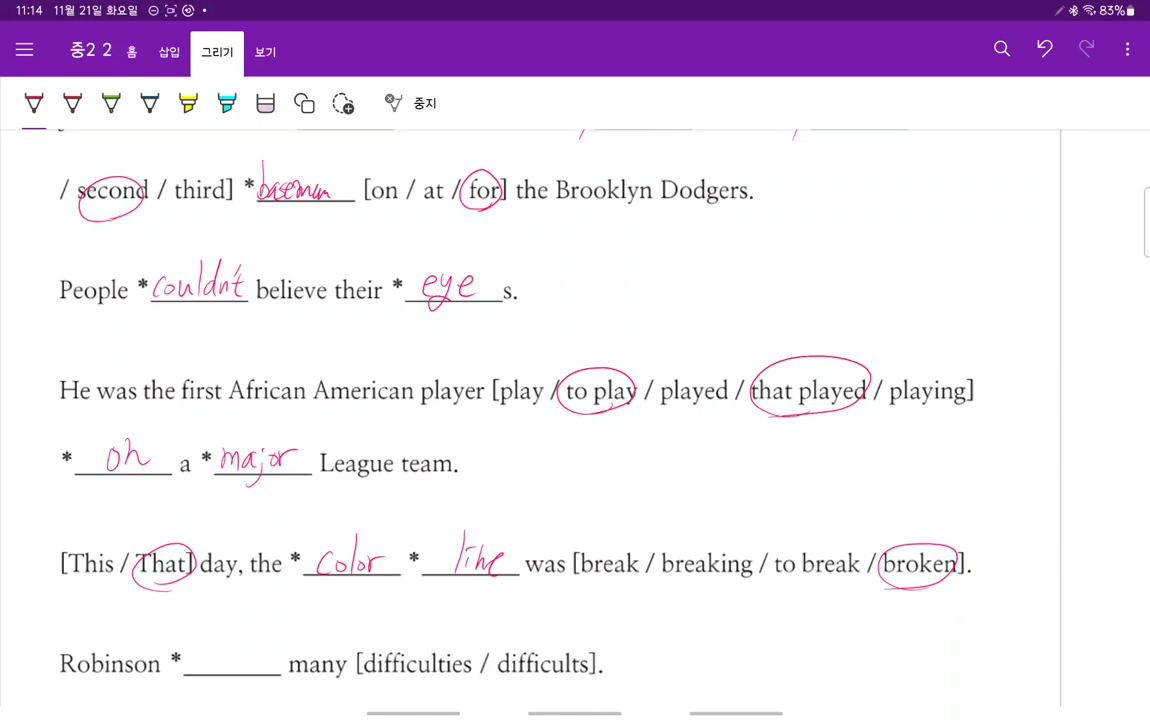 11:14 11월 21일 화요일 83%
중2 2 홈 삽입 그리기 보기
중지
/ second / third] *baseman [on / at / for] the Brooklyn Dodgers.
People *couldn't believe their *eyes.
He was the first African American player [play / to play / played / that played / playing]
*on a *major League team.
[This / That] day, the *color *line was [break / breaking / to break / broken].
Robinson *________ many [difficulties / difficults].